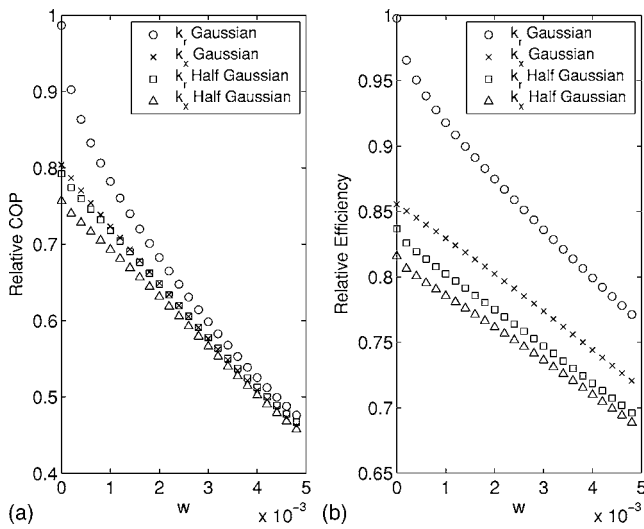 k_r Gaussian
k_x Gaussian
k_r Half Gaussian
k_x Half Gaussian
Relative COP
1
0.9
0.8
0.7
0.6
0.5
0.4
0 1 2 3 4 5
w
x 10^-3
(a)
k_r Gaussian
k_x Gaussian
k_r Half Gaussian
k_x Half Gaussian
Relative Efficiency
1
0.95
0.9
0.85
0.8
0.75
0.7
0.65
0 1 2 3 4 5
w
x 10^-3
(b)